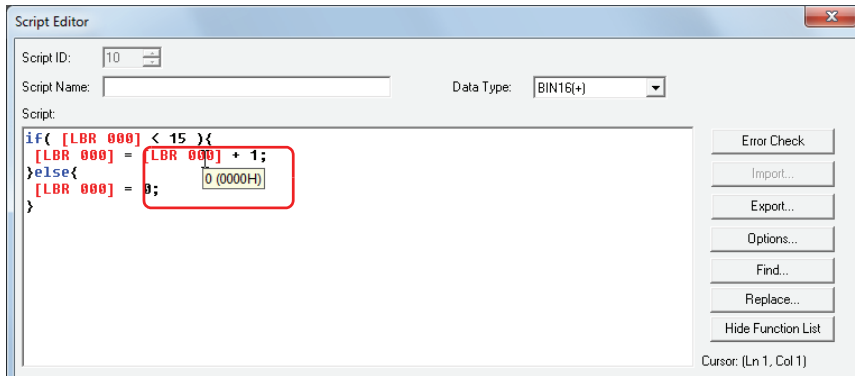 Script Editor
x
Script ID: 10
Script Name: Data Type: BIN16(+)
Script:
if( [LBR 000] < 15 ){
[LBR 000] = [LBR 000] + 1;
}else{
[LBR 000] = 0;
}
0 (0000H)
Error Check
Import...
Export...
Options...
Find...
Replace...
Hide Function List
Cursor: (Ln 1, Col 1)